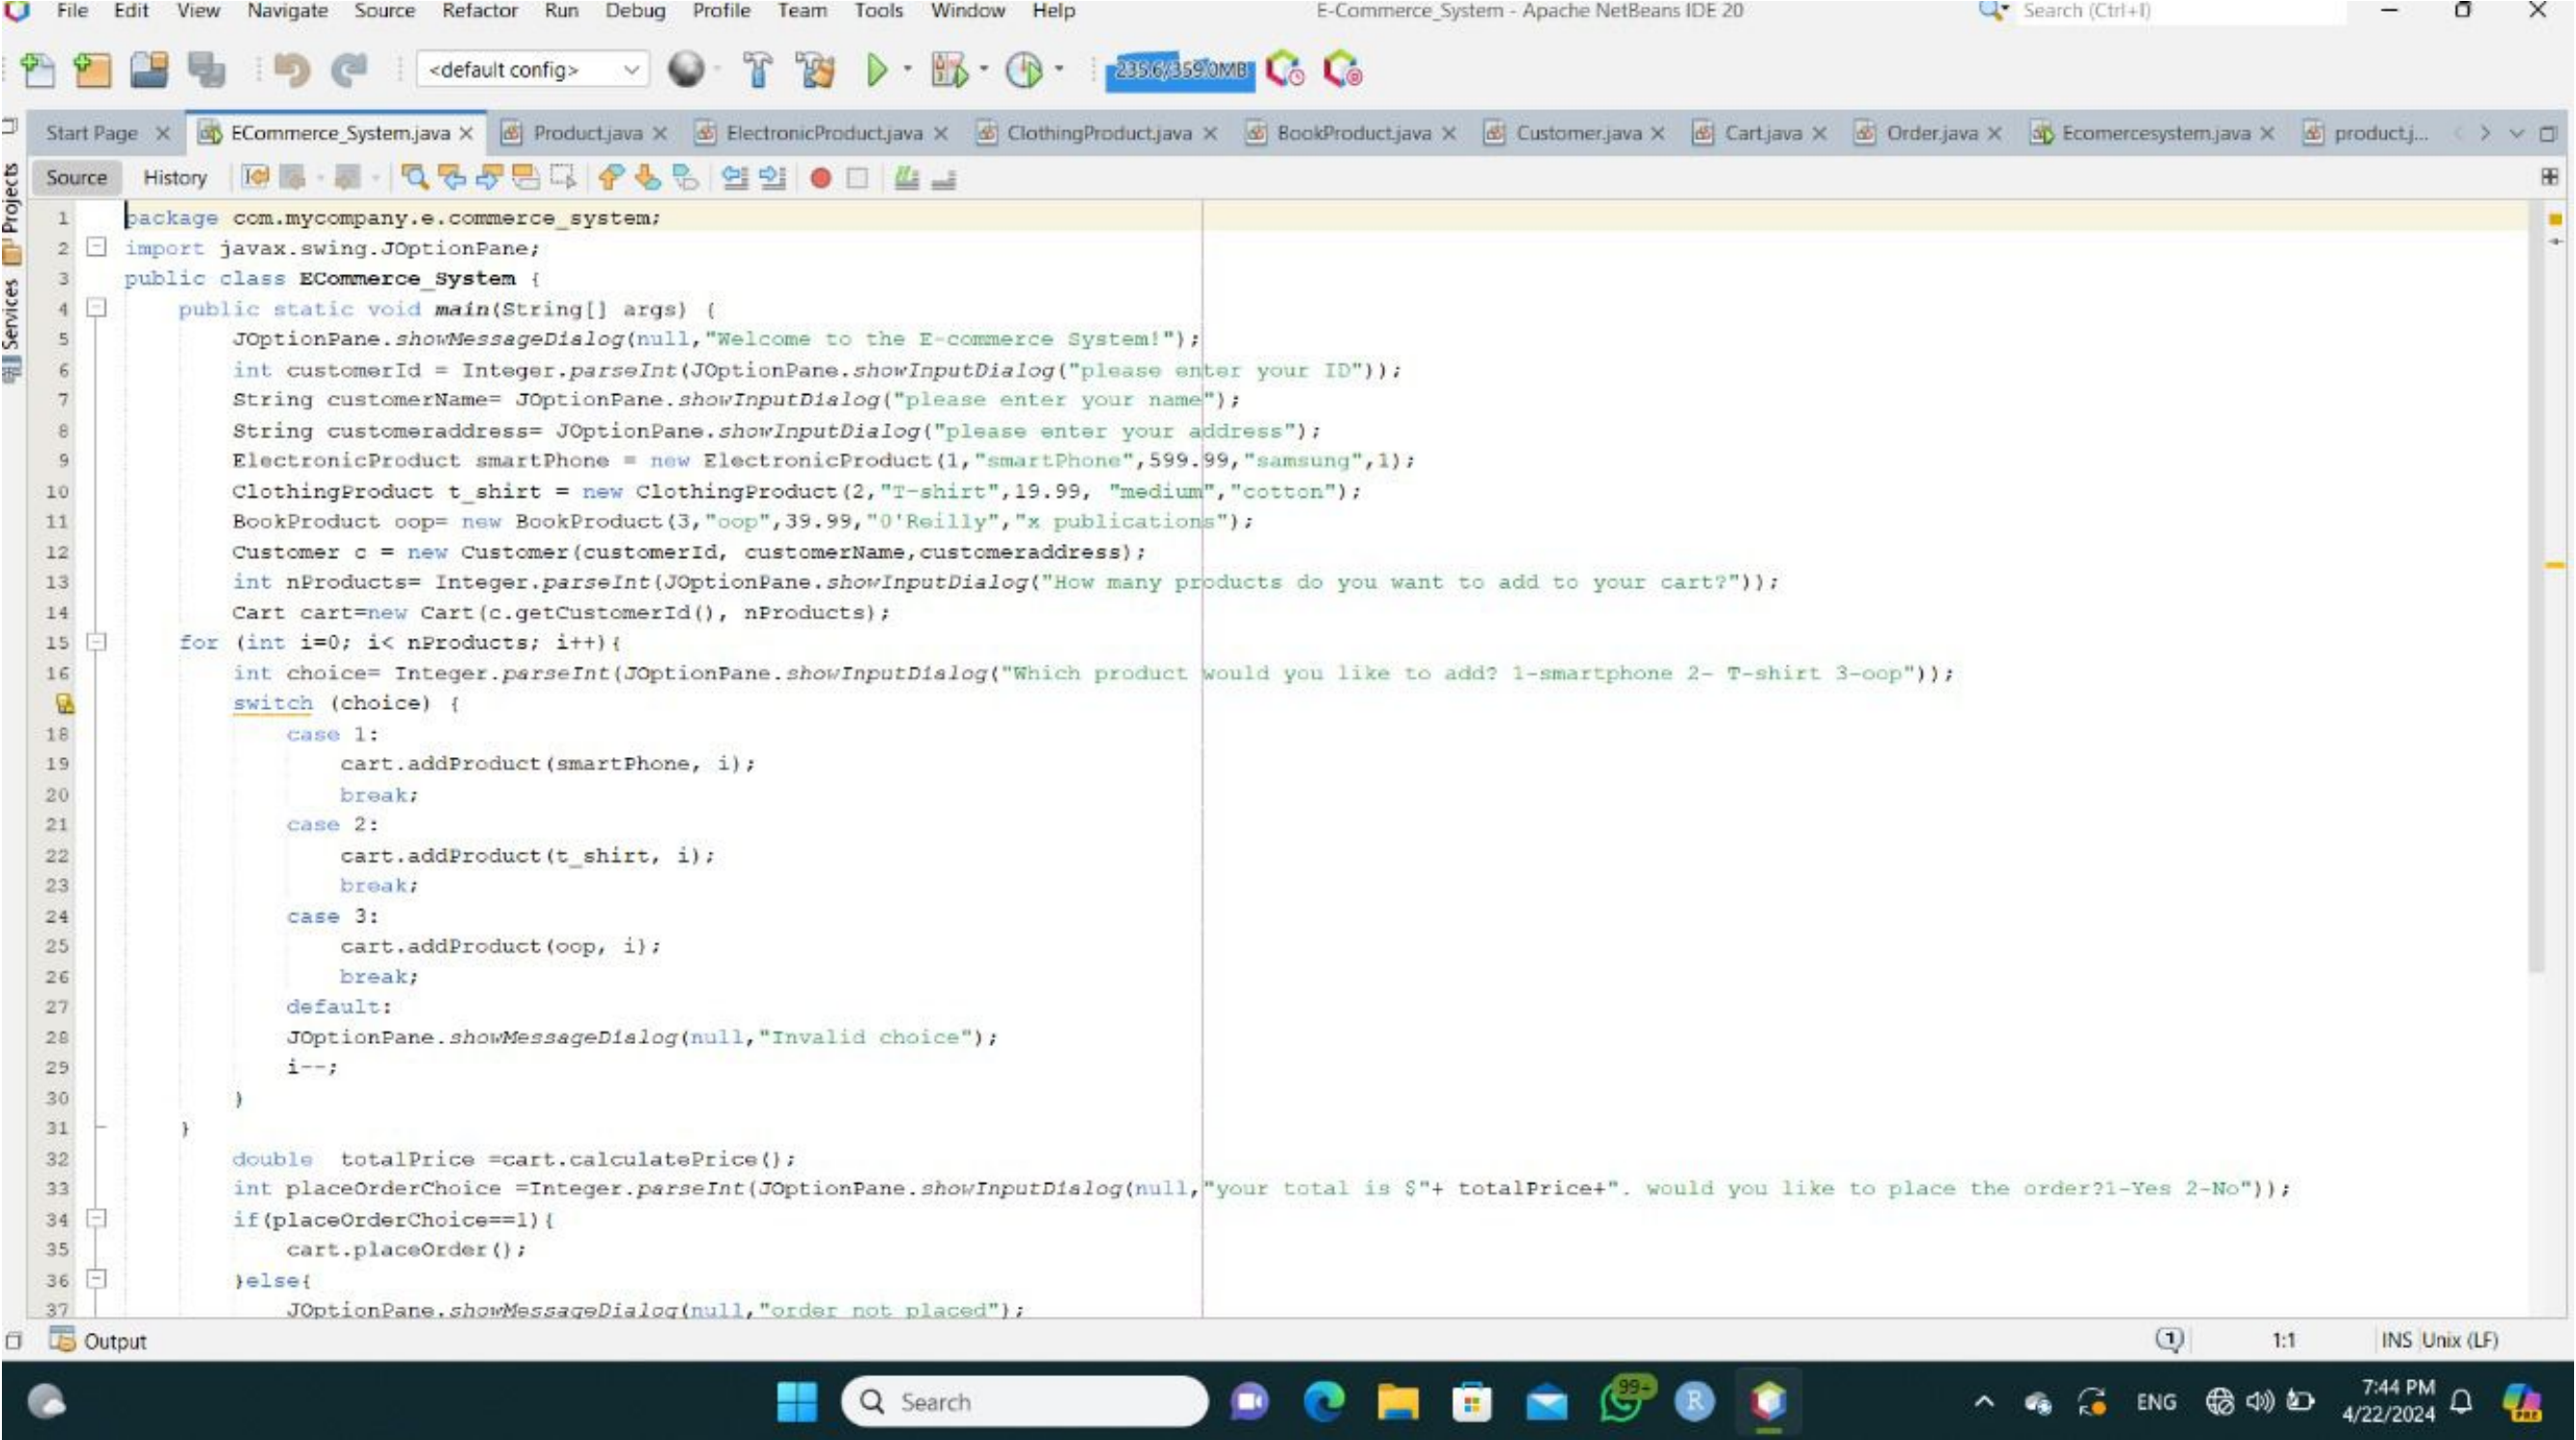 File Edit View Navigate Source Refactor Run Debug Profile Team Tools Window Help E-Commerce_System - Apache NetBeans IDE 20 Search (Ctrl+I)
<default config> 235.6/359.0MB
Start Page ECommerce_System.java Product.java ElectronicProduct.java ClothingProduct.java BookProduct.java Customer.java Cart.java Order.java Ecomercesystem.java product.j...
Source History
Projects
Services
1 package com.mycompany.e.commerce_system;
2 import javax.swing.JOptionPane;
3 public class ECommerce_System {
4 public static void main(String[] args) {
5 JOptionPane.showMessageDialog(null,"Welcome to the E-commerce System!");
6 int customerId = Integer.parseInt(JOptionPane.showInputDialog("please enter your ID"));
7 String customerName= JOptionPane.showInputDialog("please enter your name");
8 String customeraddress= JOptionPane.showInputDialog("please enter your address");
9 ElectronicProduct smartPhone = new ElectronicProduct(1,"smartPhone",599.99,"samsung",1);
10 ClothingProduct t_shirt = new ClothingProduct(2,"T-shirt",19.99, "medium","cotton");
11 BookProduct oop= new BookProduct(3,"oop",39.99,"O'Reilly","x publications");
12 Customer c = new Customer(customerId, customerName,customeraddress);
13 int nProducts= Integer.parseInt(JOptionPane.showInputDialog("How many products do you want to add to your cart?"));
14 Cart cart=new Cart(c.getCustomerId(), nProducts);
15 for (int i=0; i< nProducts; i++){
16 int choice= Integer.parseInt(JOptionPane.showInputDialog("Which product would you like to add? 1-smartphone 2- T-shirt 3-oop"));
switch (choice) {
18 case 1:
19 cart.addProduct(smartPhone, i);
20 break;
21 case 2:
22 cart.addProduct(t_shirt, i);
23 break;
24 case 3:
25 cart.addProduct(oop, i);
26 break;
27 default:
28 JOptionPane.showMessageDialog(null,"Invalid choice");
29 i--;
30 }
31 }
32 double totalPrice =cart.calculatePrice();
33 int placeOrderChoice =Integer.parseInt(JOptionPane.showInputDialog(null,"your total is $"+ totalPrice+". would you like to place the order?1-Yes 2-No"));
34 if(placeOrderChoice==1){
35 cart.placeOrder();
36 }else{
37 JOptionPane.showMessageDialog(null,"order not placed");
Output 1 1:1 INS Unix (LF)
Search 99+ R ENG 7:44 PM
4/22/2024 PRE